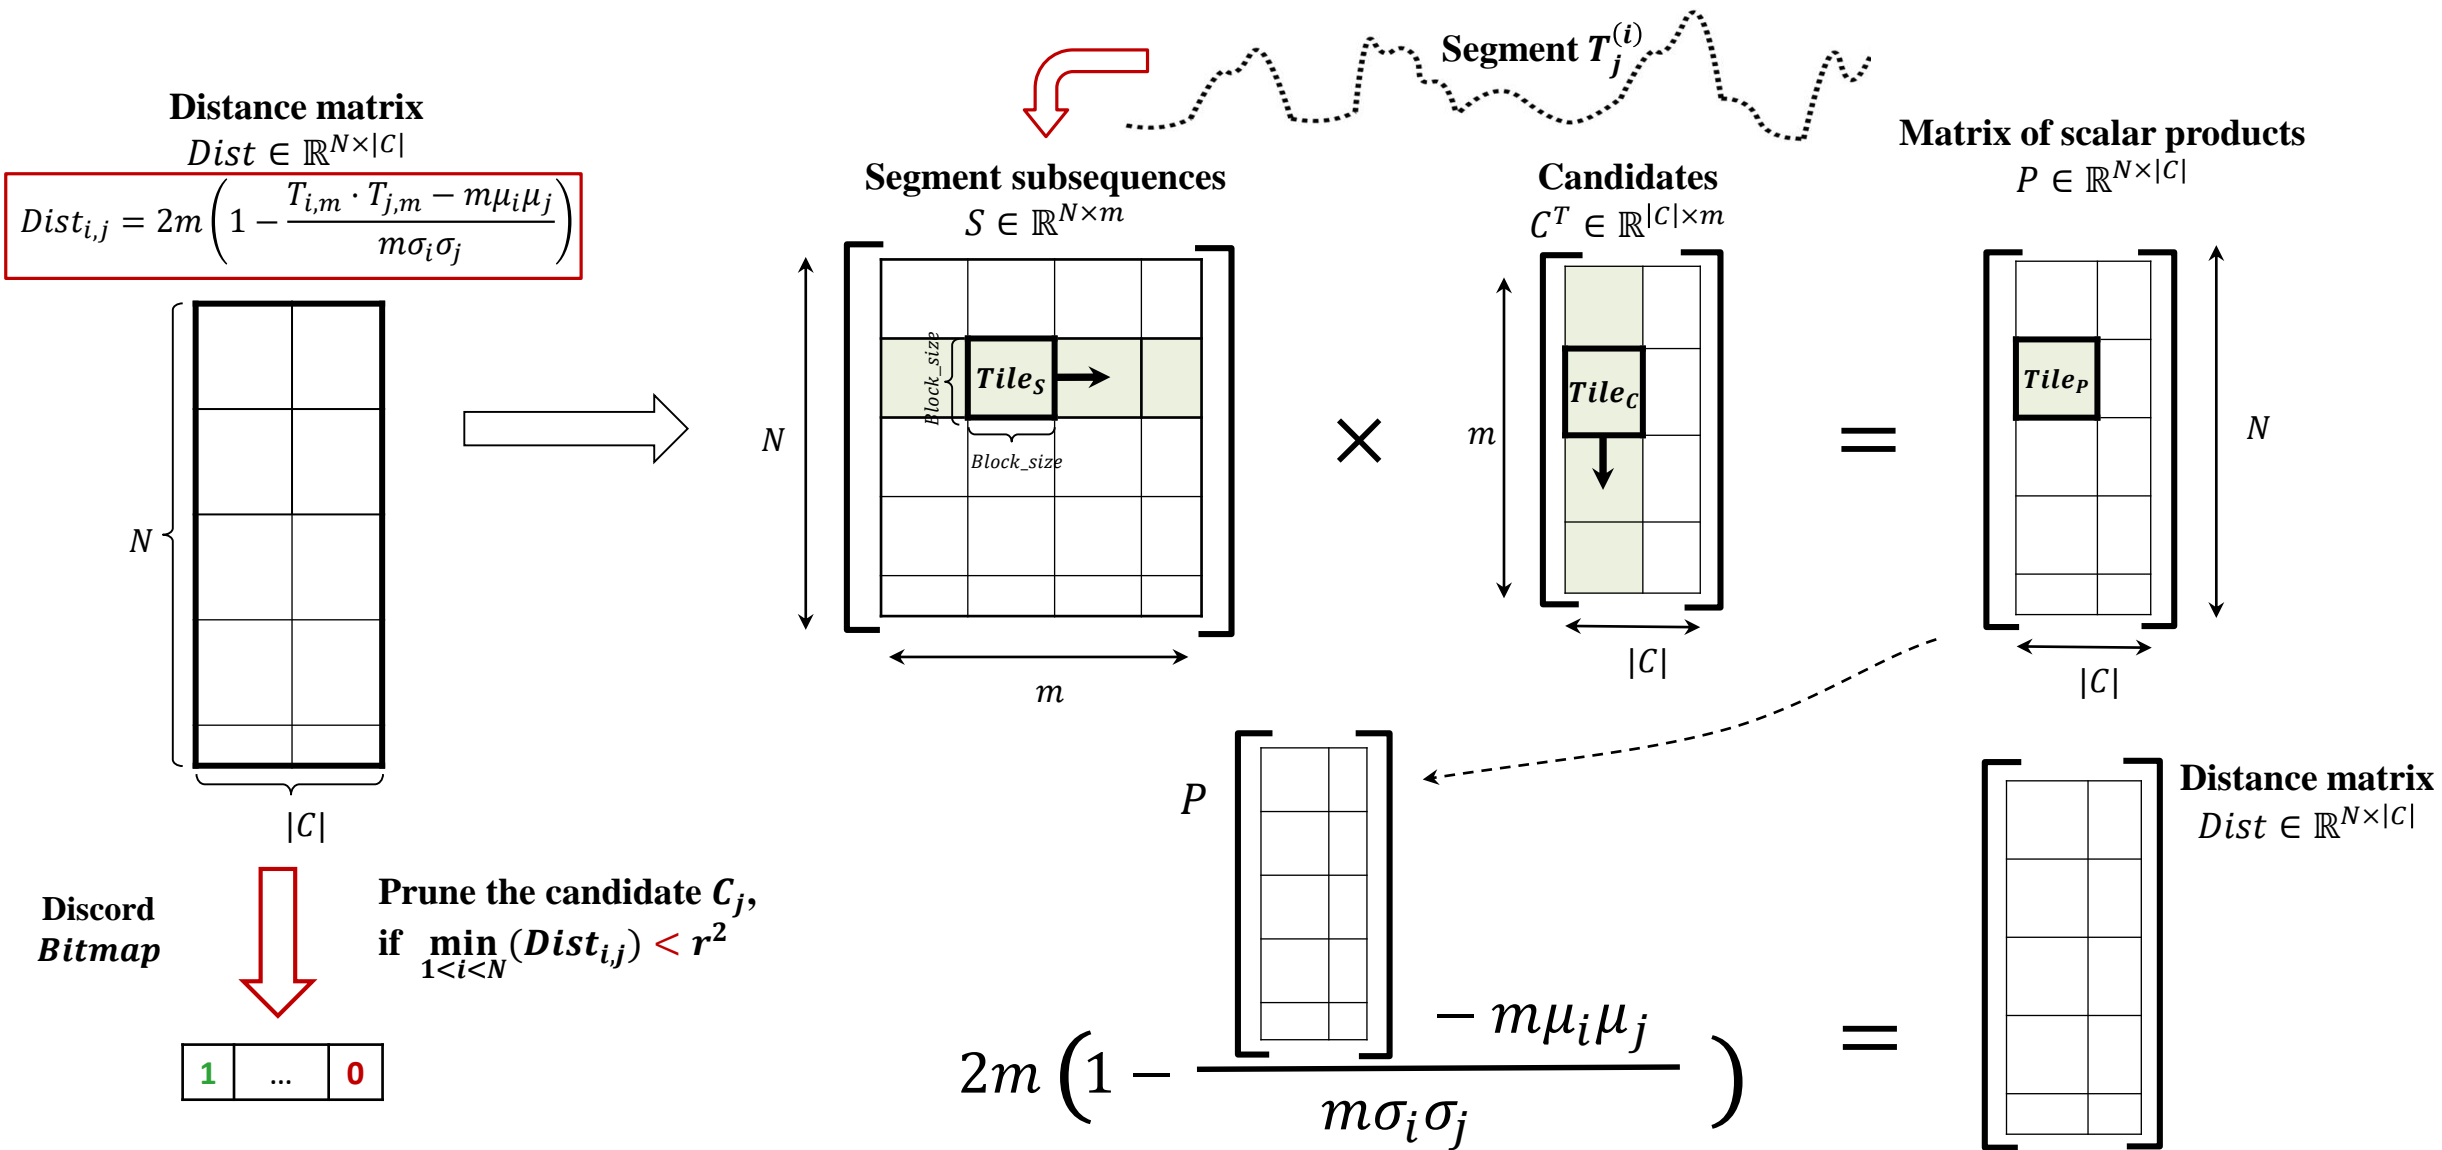 Segment T_j^{(i)}
Distance matrix
Dist ∈ ℝ^{N×|C|}
Dist_{i,j} = 2m (1 − (T_{i,m} · T_{j,m} − mμ_iμ_j) / (mσ_iσ_j))
N
|C|
Discord
Bitmap
Prune the candidate C_j,
if min_{1<i<N}(Dist_{i,j}) < r^2
1 ... 0
Segment subsequences
S ∈ ℝ^{N×m}
N
Block_size
Tile_S
Block_size
m
×
Candidates
C^T ∈ ℝ^{|C|×m}
m
Tile_C
|C|
=
Matrix of scalar products
P ∈ ℝ^{N×|C|}
Tile_P
N
|C|
P
− mμ_iμ_j
2m (1 − )
mσ_iσ_j
=
Distance matrix
Dist ∈ ℝ^{N×|C|}